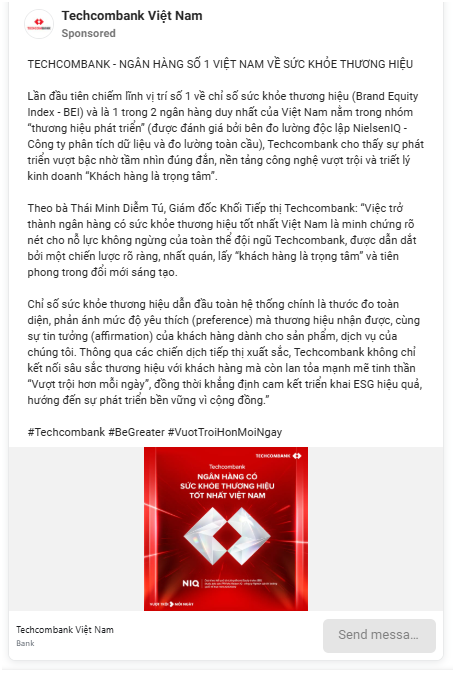 Techcombank Việt Nam
Sponsored
TECHCOMBANK - NGÂN HÀNG SỐ 1 VIỆT NAM VỀ SỨC KHỎE THƯƠNG HIỆU
Lần đầu tiên chiếm lĩnh vị trí số 1 về chỉ số sức khỏe thương hiệu (Brand Equity
Index - BEI) và là 1 trong 2 ngân hàng duy nhất của Việt Nam nằm trong nhóm
“thương hiệu phát triển” (được đánh giá bởi bên đo lường độc lập NielsenIQ -
Công ty phân tích dữ liệu và đo lường toàn cầu), Techcombank cho thấy sự phát
triển vượt bậc nhờ tầm nhìn đúng đắn, nền tảng công nghệ vượt trội và triết lý
kinh doanh “Khách hàng là trọng tâm”.
Theo bà Thái Minh Diễm Tú, Giám đốc Khối Tiếp thị Techcombank: “Việc trở
thành ngân hàng có sức khỏe thương hiệu tốt nhất Việt Nam là minh chứng rõ
nét cho nỗ lực không ngừng của toàn thể đội ngũ Techcombank, được dẫn dắt
bởi một chiến lược rõ ràng, nhất quán, lấy “khách hàng là trọng tâm” và tiên
phong trong đổi mới sáng tạo.
Chỉ số sức khỏe thương hiệu dẫn đầu toàn hệ thống chính là thước đo toàn
diện, phản ánh mức độ yêu thích (preference) mà thương hiệu nhận được, cùng
sự tin tưởng (affirmation) của khách hàng dành cho sản phẩm, dịch vụ của
chúng tôi. Thông qua các chiến dịch tiếp thị xuất sắc, Techcombank không chỉ
kết nối sâu sắc thương hiệu với khách hàng mà còn lan tỏa mạnh mẽ tinh thần
“Vượt trội hơn mỗi ngày”, đồng thời khẳng định cam kết triển khai ESG hiệu quả,
hướng đến sự phát triển bền vững vì cộng đồng.”
#Techcombank #BeGreater #VuotTroiHonMoiNgay
TECHCOMBANK
Techcombank
NGÂN HÀNG CÓ
SỨC KHỎE THƯƠNG HIỆU
TỐT NHẤT VIỆT NAM
NIQ
VƯỢT TRỘI MỖI NGÀY
Techcombank Việt Nam
Bank
Send messa...